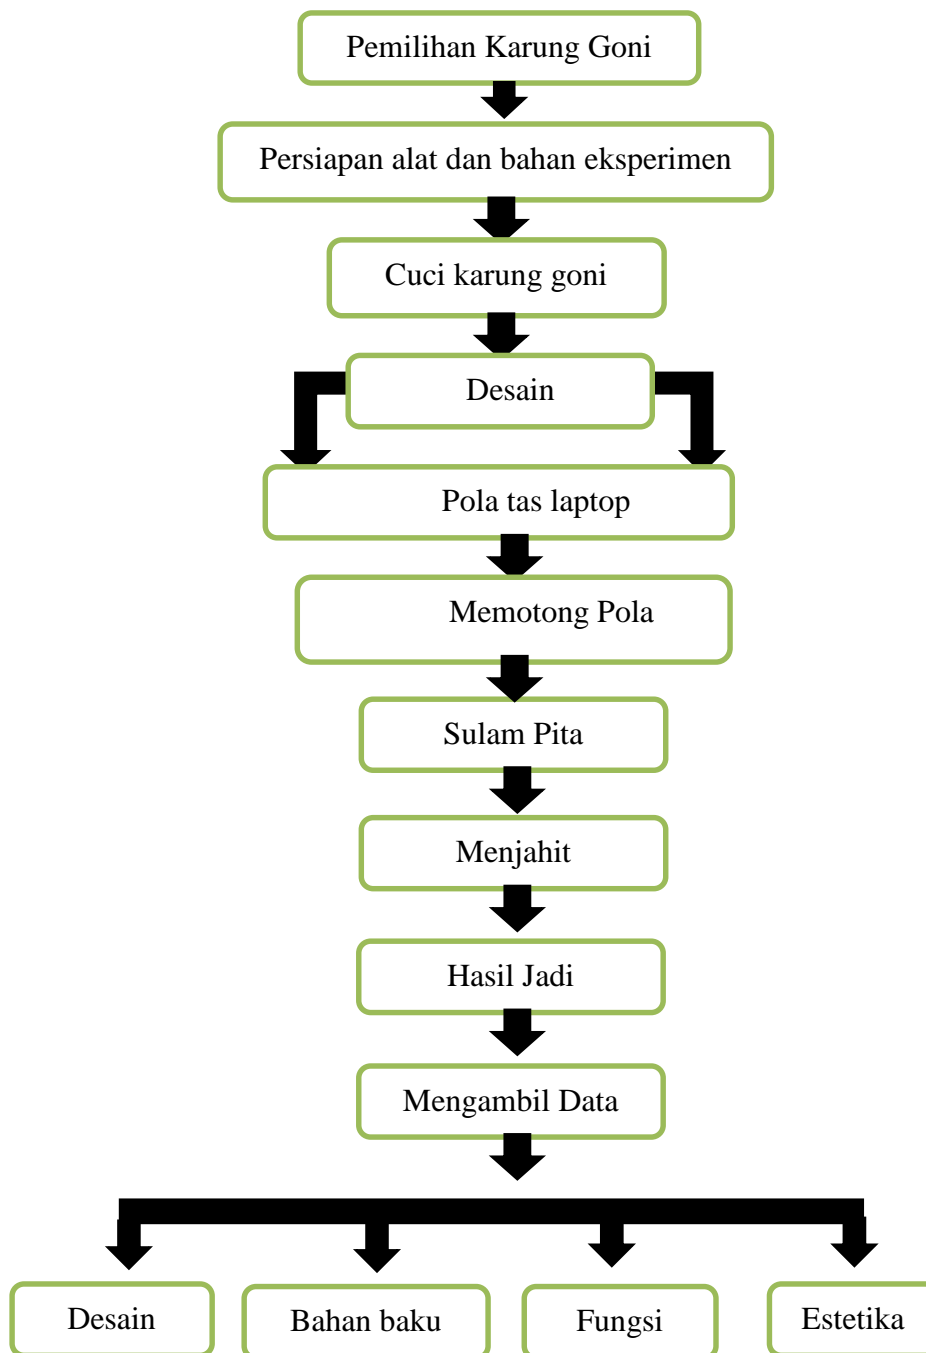 Pemilihan Karung Goni
Persiapan alat dan bahan eksperimen
Cuci karung goni
Desain
Pola tas laptop
Memotong Pola
Sulam Pita
Menjahit
Hasil Jadi
Mengambil Data
Desain
Bahan baku
Fungsi
Estetika